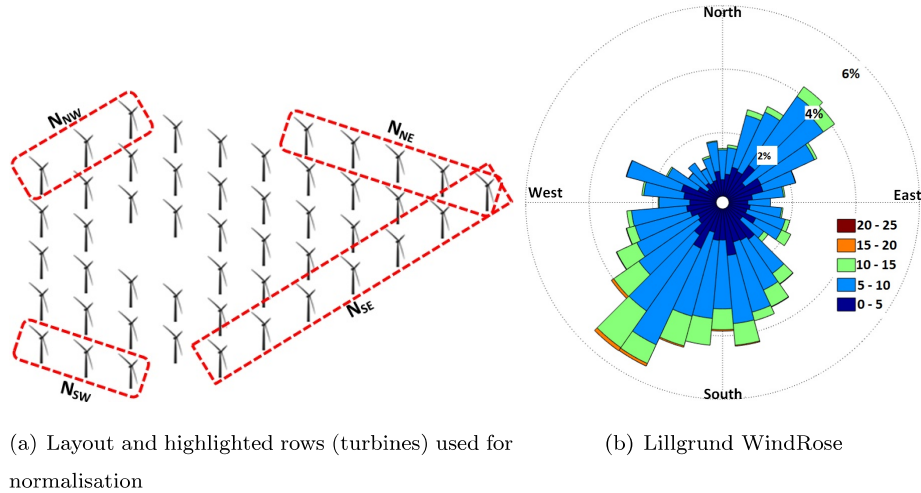 N_NW
N_NE
N_SE
N_SW
North
6%
4%
2%
West
East
20 - 25
15 - 20
10 - 15
5 - 10
0 - 5
South
(a) Layout and highlighted rows (turbines) used for
normalisation
(b) Lillgrund WindRose